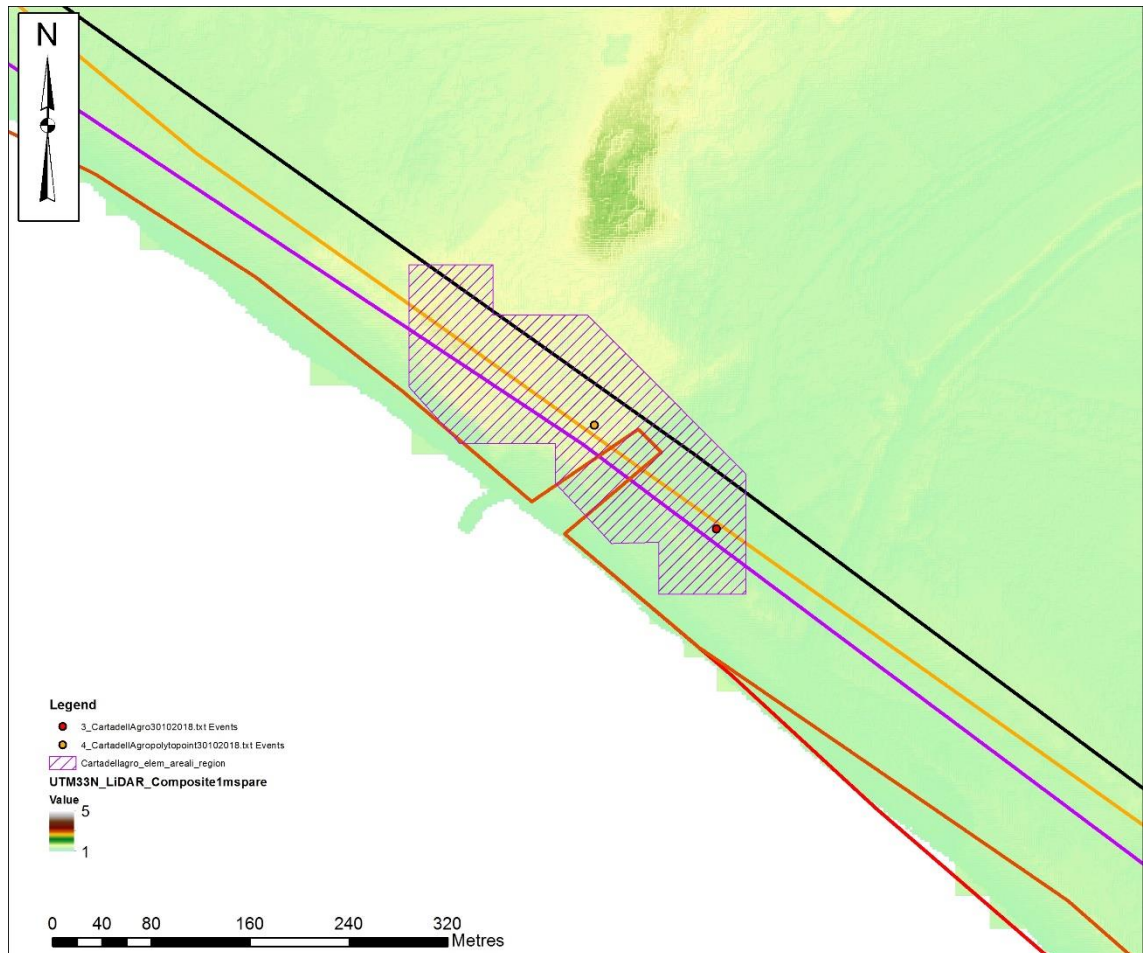 N
Legend
3_CartadellAgro30102018.txt Events
4_CartadellAgropolytopoint30102018.txt Events
Cartadellagro_elem_areali_region
UTM33N_LiDAR_Composite1mspare
Value
5
1
0 40 80 160 240 320
Metres